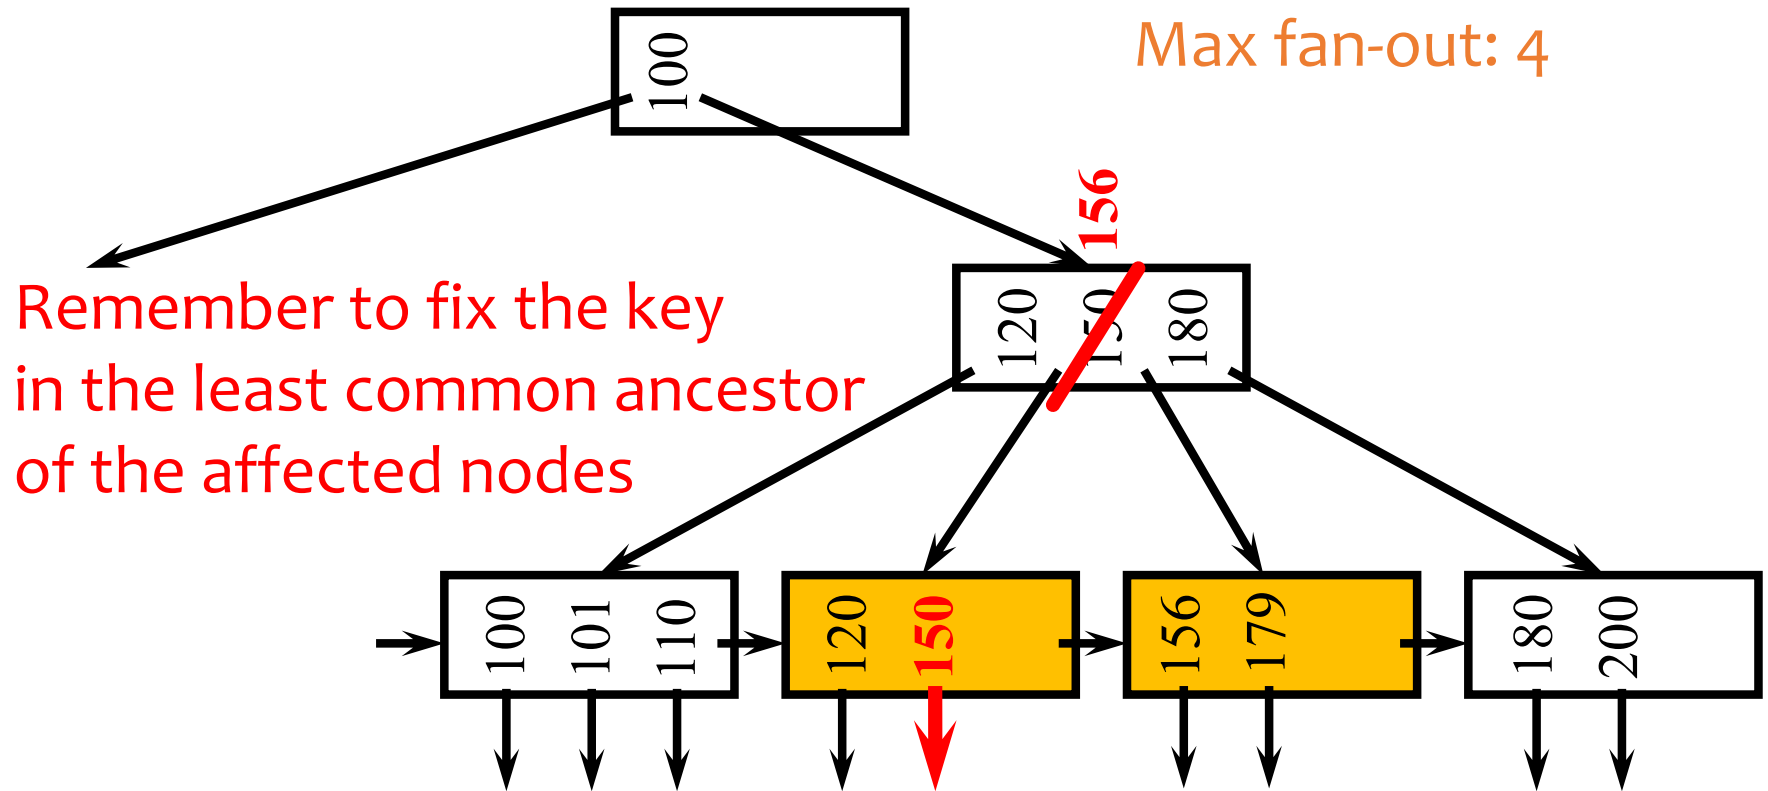 100
Max fan-out: 4
156
Remember to fix the key
in the least common ancestor
of the affected nodes
120 150 180
100 101 110
120 150
156 179
180 200